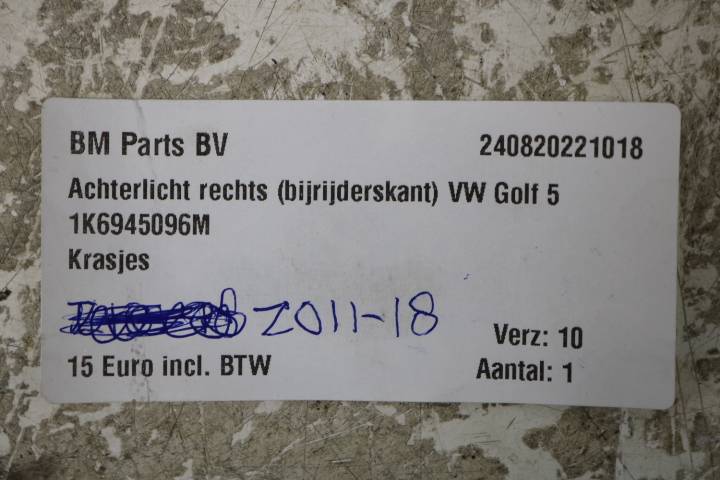 BM Parts BV 240820221018
Achterlicht rechts (bijrijderskant) VW Golf 5
1K6945096M
Krasjes
Z011-18
Verz: 10
15 Euro incl. BTW Aantal: 1